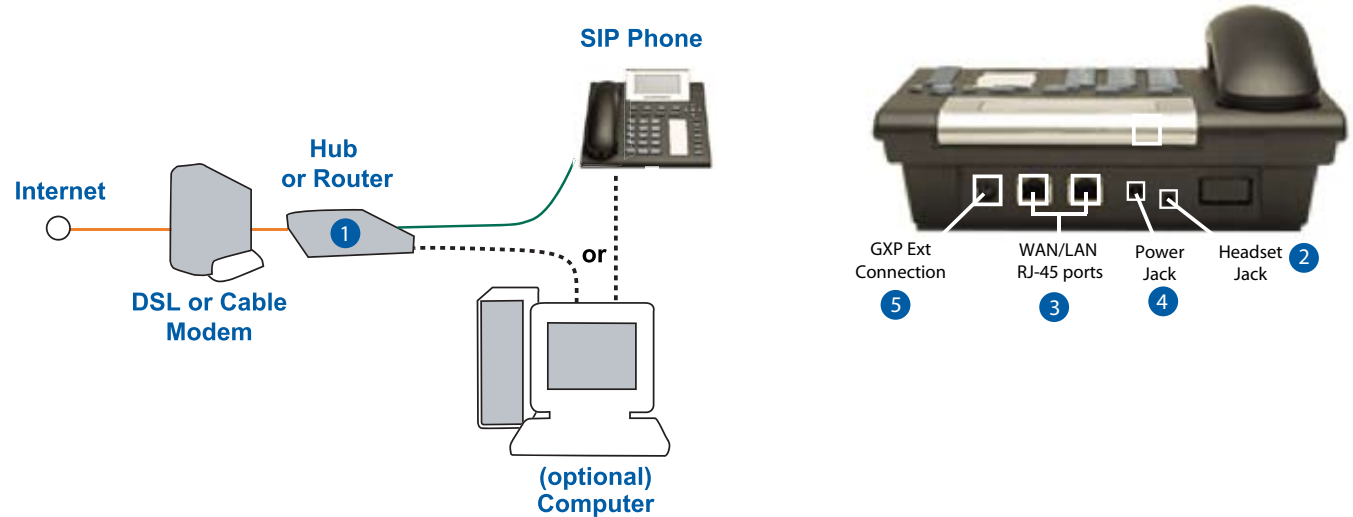 SIP Phone
Hub
or Router
Internet
1
or
DSL or Cable
Modem
(optional)
Computer
GXP Ext
Connection
5
WAN/LAN
RJ-45 ports
3
Power
Jack
4
Headset
Jack
2